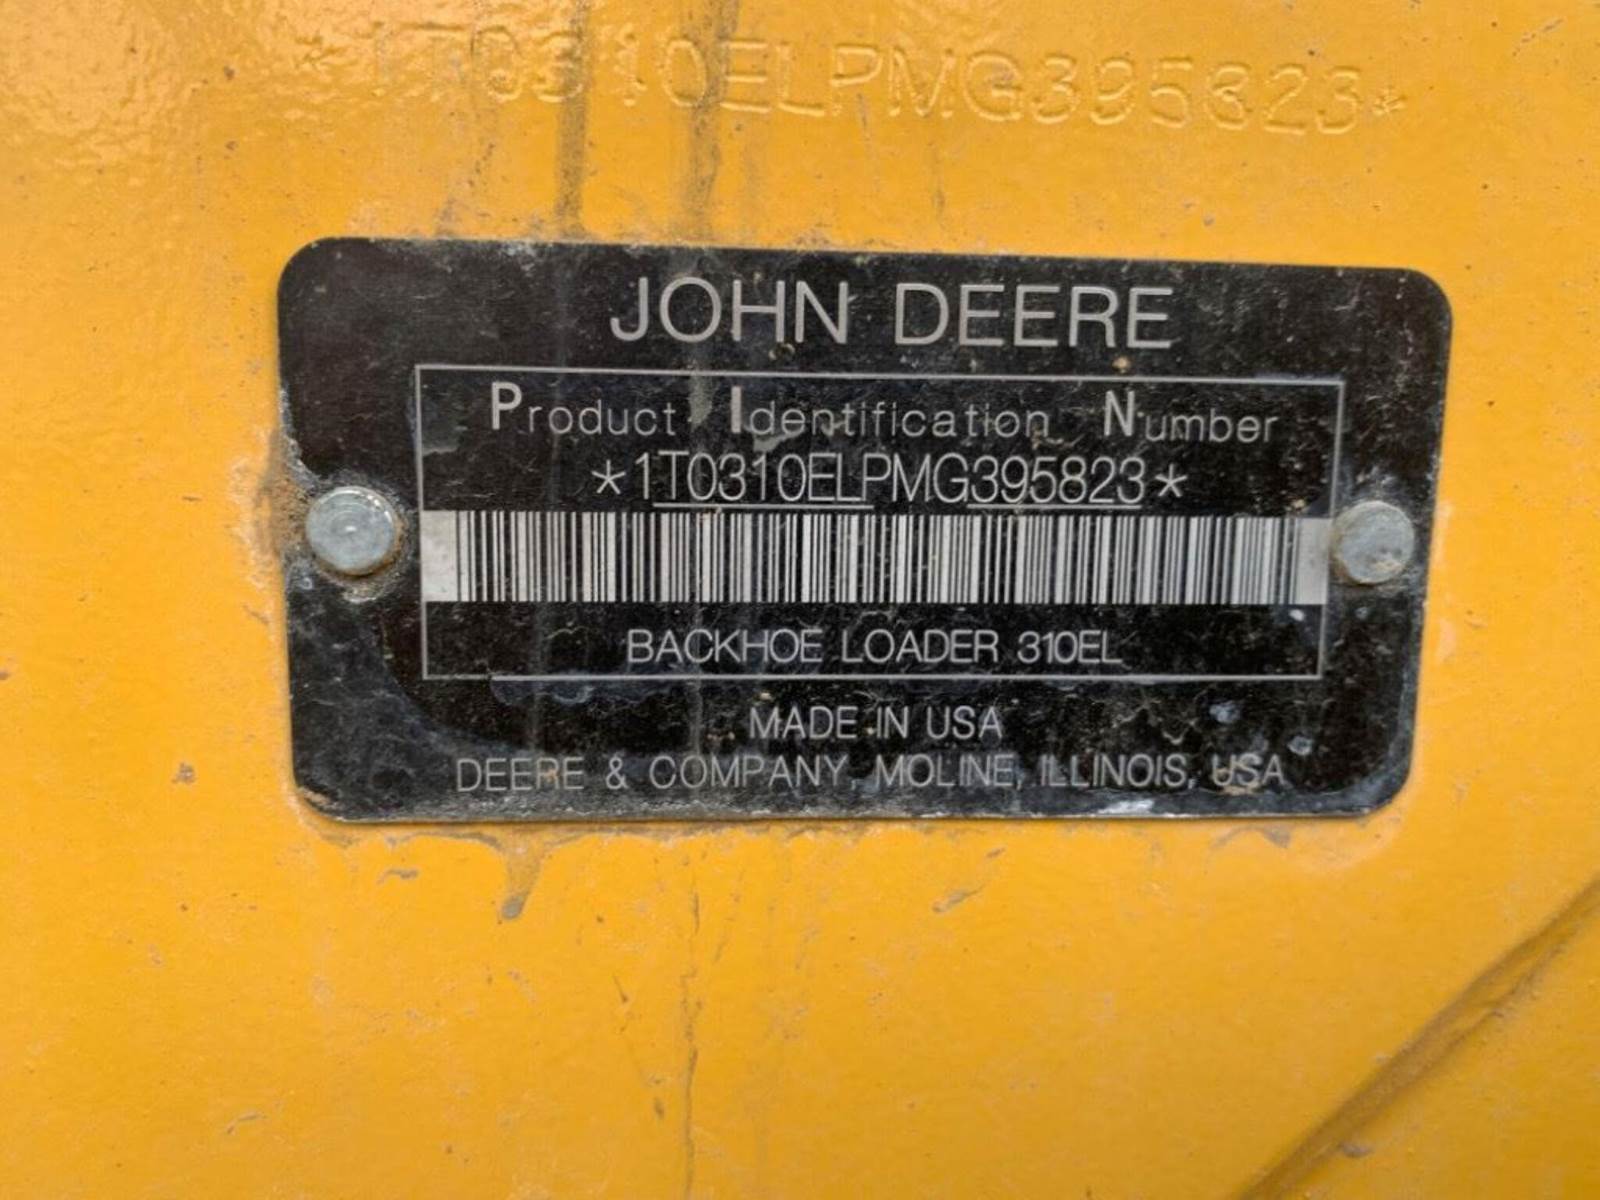 *1T0310ELPMG395823*
JOHN DEERE
Product Identification Number
*1T0310ELPMG395823*
BACKHOE LOADER 310EL
MADE IN USA
DEERE & COMPANY, MOLINE, ILLINOIS, USA